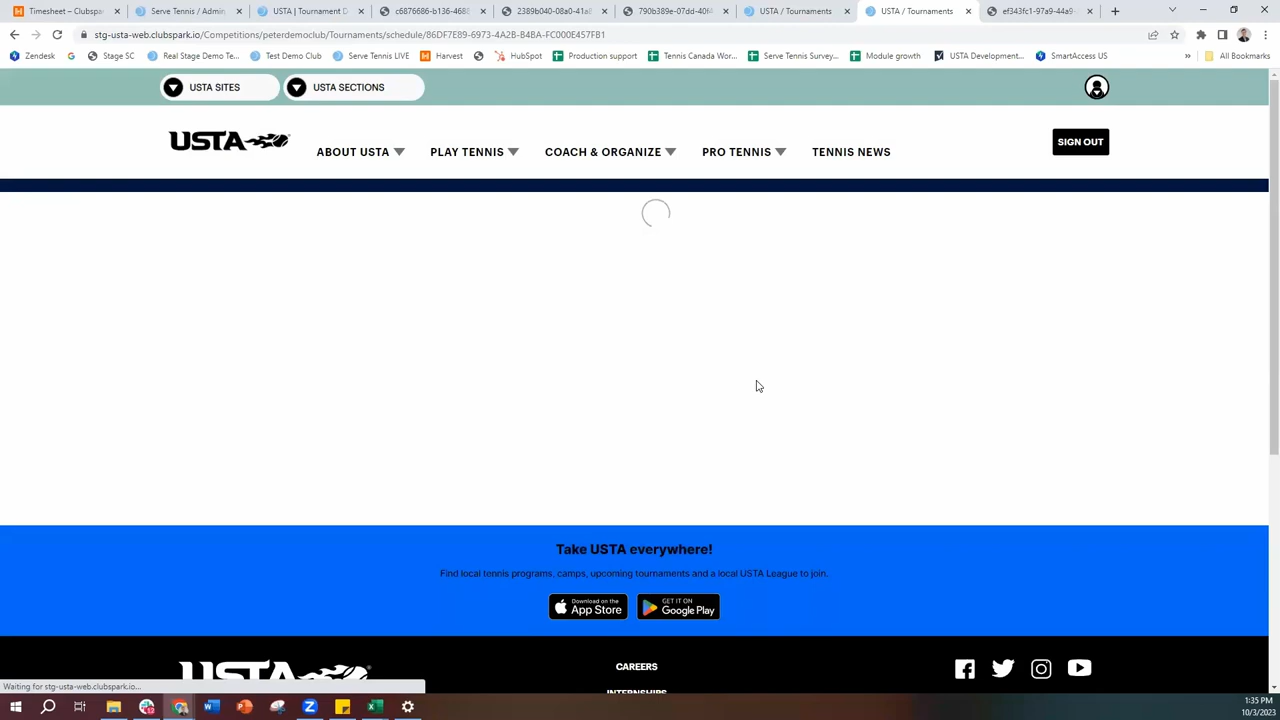 Timesheet – Clubspa
Serve Tennis / Admin
USTA | Tournament D
c6876686-b136-468
2389b040-08a0-41a8
790b389e-07dd-40f4
USTA / Tournaments
USTA / Tournaments
ef343fc1-97a9-44a9
stg-usta-web.clubspark.io/Competitions/peterdemoclub/Tournaments/schedule/86DF7E89-6973-4A2B-B4BA-FC000E457FB1
Zendesk
Stage SC
Real Stage Demo Te...
Test Demo Club
Serve Tennis LIVE
Harvest
HubSpot
Production support
Tennis Canada Wor...
Serve Tennis Survey...
Module growth
USTA Development...
SmartAccess US
»
All Bookmarks
USTA SITES
USTA SECTIONS
USTA
ABOUT USTA
PLAY TENNIS
COACH & ORGANIZE
PRO TENNIS
TENNIS NEWS
SIGN OUT
Take USTA everywhere!
Find local tennis programs, camps, upcoming tournaments and a local USTA League to join.
Download on the
App Store
GET IT ON
Google Play
USTA
CAREERS
INTERNSHIPS
Waiting for stg-usta-web.clubspark.io...
1:35 PM
10/3/2023